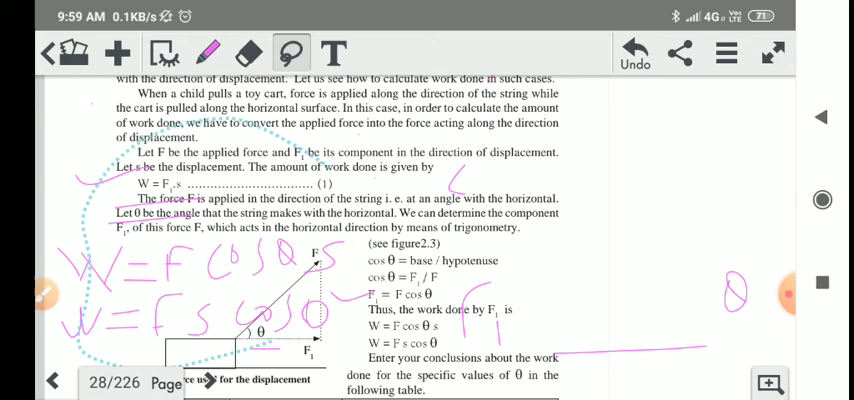 9:59 AM 0.1KB/s
4G VoLTE 71
T
Undo
with the direction of displacement. Let us see how to calculate work done in such cases.
When a child pulls a toy cart, force is applied along the direction of the string while
the cart is pulled along the horizontal surface. In this case, in order to calculate the amount
of work done, we have to convert the applied force into the force acting along the direction
of displacement.
Let F be the applied force and F₁ be its component in the direction of displacement.
Let s be the displacement. The amount of work done is given by
W = F₁.s ................................. (1)
The force F is applied in the direction of the string i. e. at an angle with the horizontal.
Let θ be the angle that the string makes with the horizontal. We can determine the component
F₁, of this force F, which acts in the horizontal direction by means of trigonometry.
(see figure2.3)
cos θ = base / hypotenuse
cos θ = F₁ / F
F₁ = F cos θ
Thus, the work done by F₁ is
W = F cos θ s
W = F s cos θ
Enter your conclusions about the work
done for the specific values of θ in the
following table.
W = F cosθ s
W = F s cosθ
F
θ
F₁
F₁
θ
28/226 Page
for the displacement